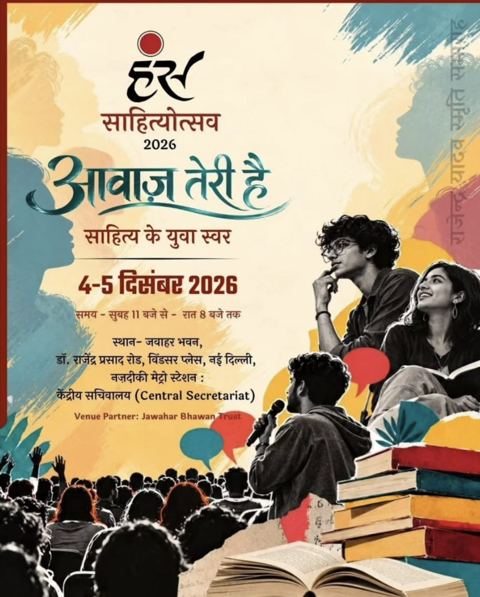 हंस
साहित्योत्सव
2026
आवाज़ तेरी है
साहित्य के युवा स्वर
4-5 दिसंबर 2026
समय - सुबह 11 बजे से - रात 8 बजे तक
स्थान- जवाहर भवन,
डॉ. राजेंद्र प्रसाद रोड, विंडसर प्लेस, नई दिल्ली,
नजदीकी मेट्रो स्टेशन :
केंद्रीय सचिवालय (Central Secretariat)
Venue Partner: Jawahar Bhawan Trust
राजेन्द्र यादव स्मृति समारोह